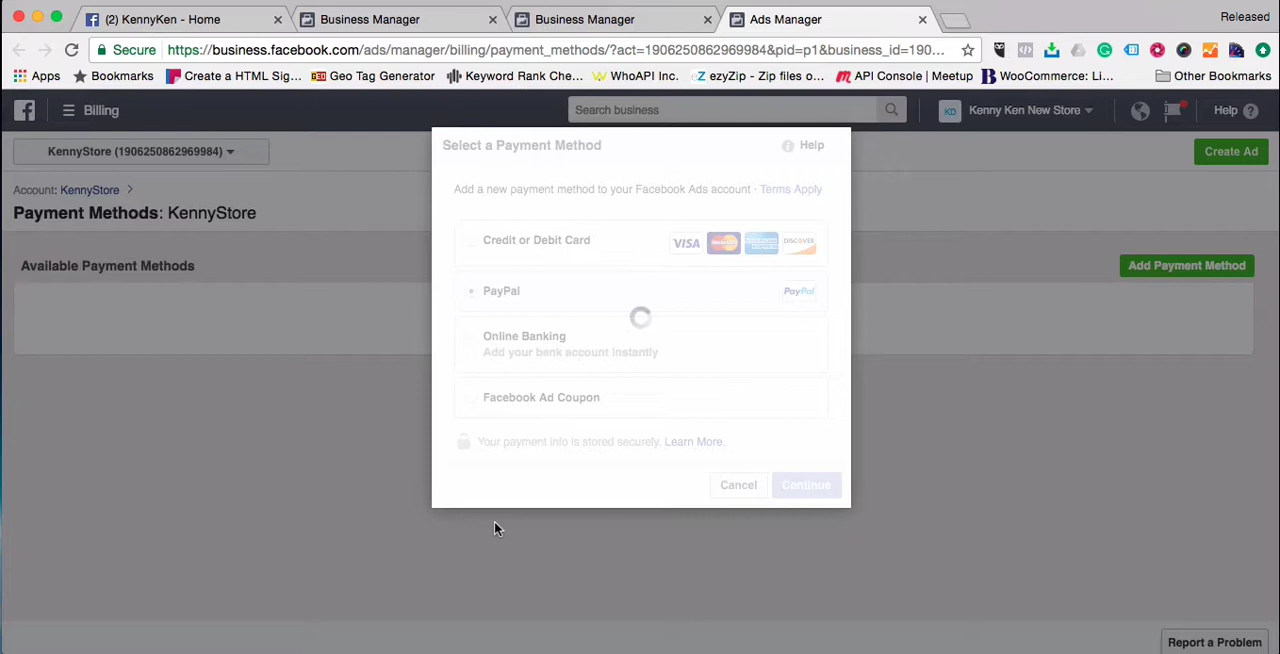 (2) KennyKen - Home
Business Manager
Business Manager
Ads Manager
Released
Secure https://business.facebook.com/ads/manager/billing/payment_methods/?act=1906250862969984&pid=p1&business_id=190...
Apps Bookmarks Create a HTML Sig... Geo Tag Generator Keyword Rank Che... WhoAPI Inc. ezyZip - Zip files o... API Console | Meetup WooCommerce: Li... Other Bookmarks
Billing
Search business
KD Kenny Ken New Store
Help
KennyStore (1906250862969984)
Create Ad
Account: KennyStore
Payment Methods: KennyStore
Available Payment Methods
Add Payment Method
Select a Payment Method
Help
Add a new payment method to your Facebook Ads account · Terms Apply
Credit or Debit Card
VISA MasterCard DISCOVER
PayPal
PayPal
Online Banking
Add your bank account instantly
Facebook Ad Coupon
Your payment info is stored securely. Learn More.
Cancel
Continue
Report a Problem